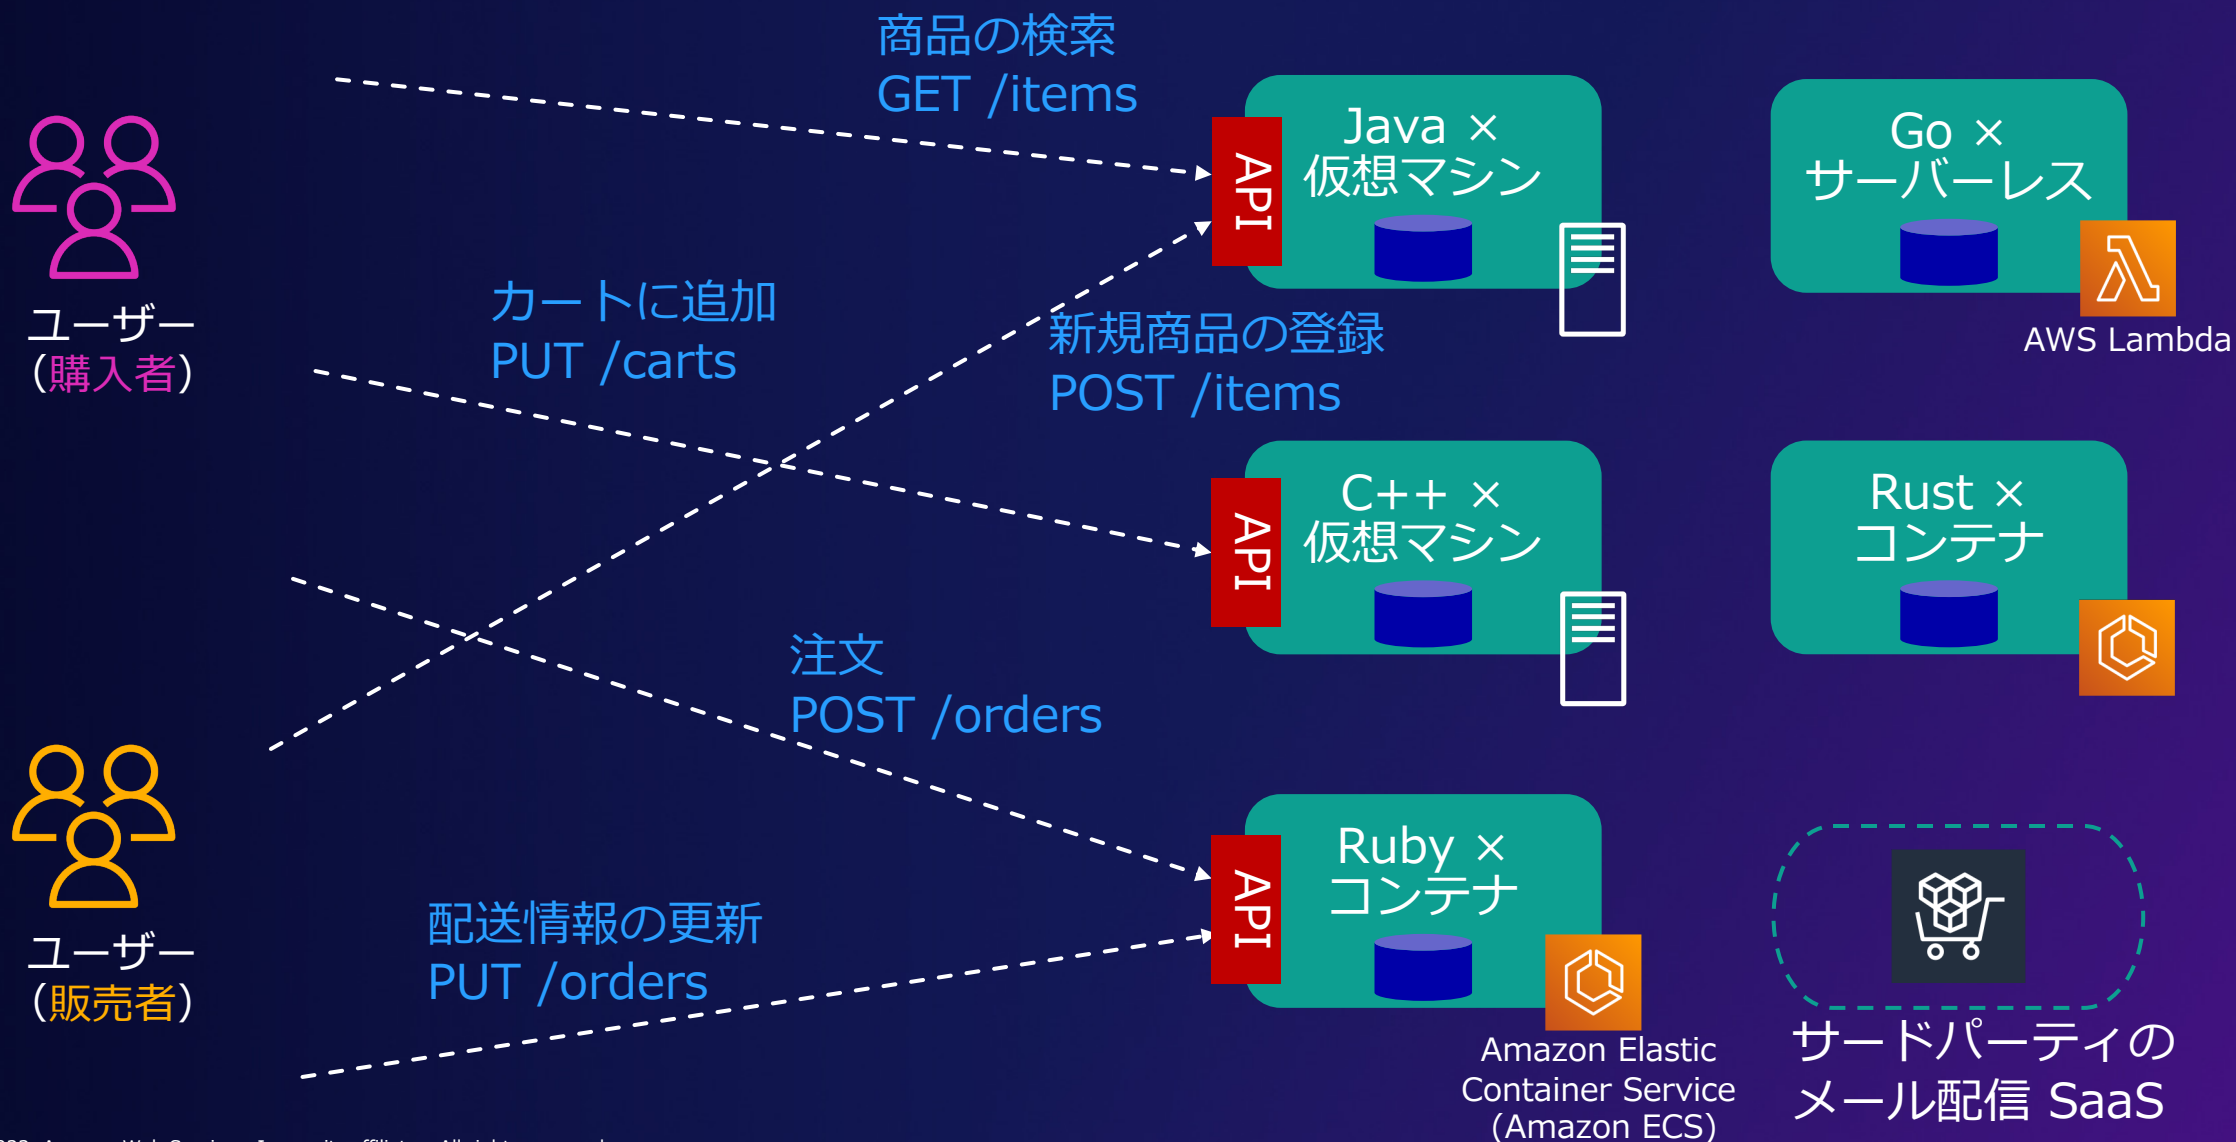 商品の検索
GET /items
Java ×
仮想マシン
API
Go ×
サーバーレス
AWS Lambda
ユーザー
（購入者）
カートに追加
PUT /carts
新規商品の登録
POST /items
C++ ×
仮想マシン
API
Rust ×
コンテナ
注文
POST /orders
ユーザー
（販売者）
配送情報の更新
PUT /orders
Ruby ×
コンテナ
API
Amazon Elastic
Container Service
(Amazon ECS)
サードパーティの
メール配信 SaaS